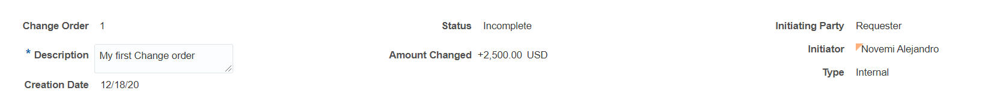 Change Order 1
* Description My first Change order
Creation Date 12/18/20
Status Incomplete
Amount Changed +2,500.00 USD
Initiating Party Requester
Initiator Novemi Alejandro
Type Internal